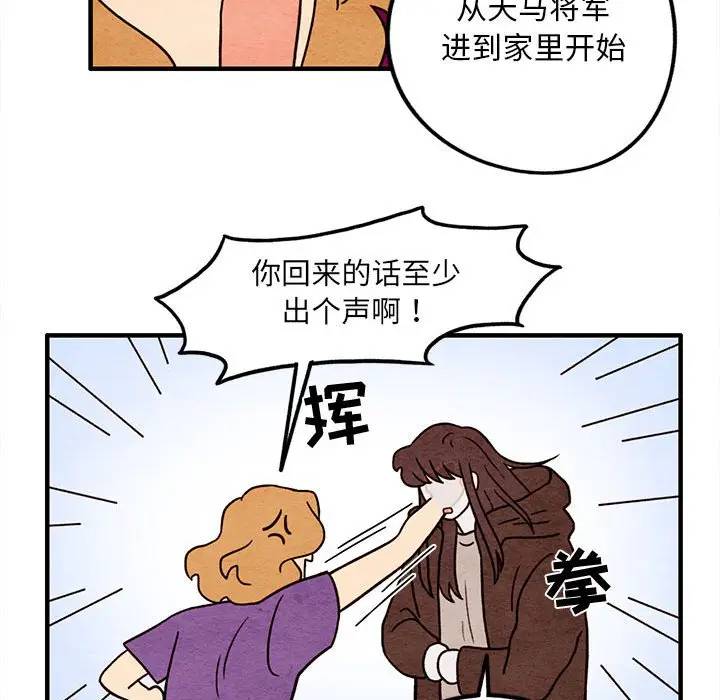 从天马将军
进到家里开始
你回来的话至少
出个声啊！
挥
拳